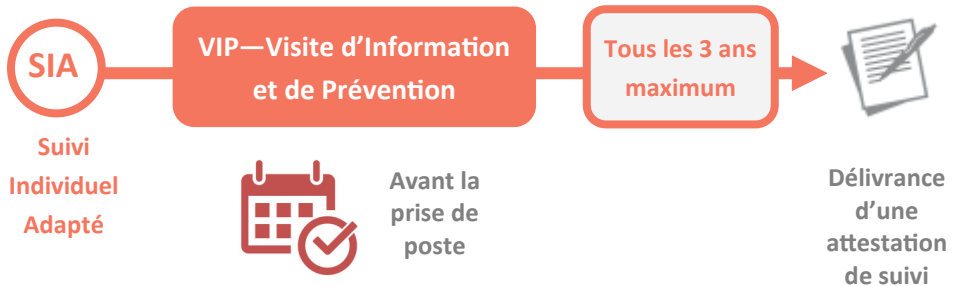 SIA
Suivi
Individuel
Adapté
VIP—Visite d’Information
et de Prévention
Avant la
prise de
poste
Tous les 3 ans
maximum
Délivrance
d’une
attestation
de suivi